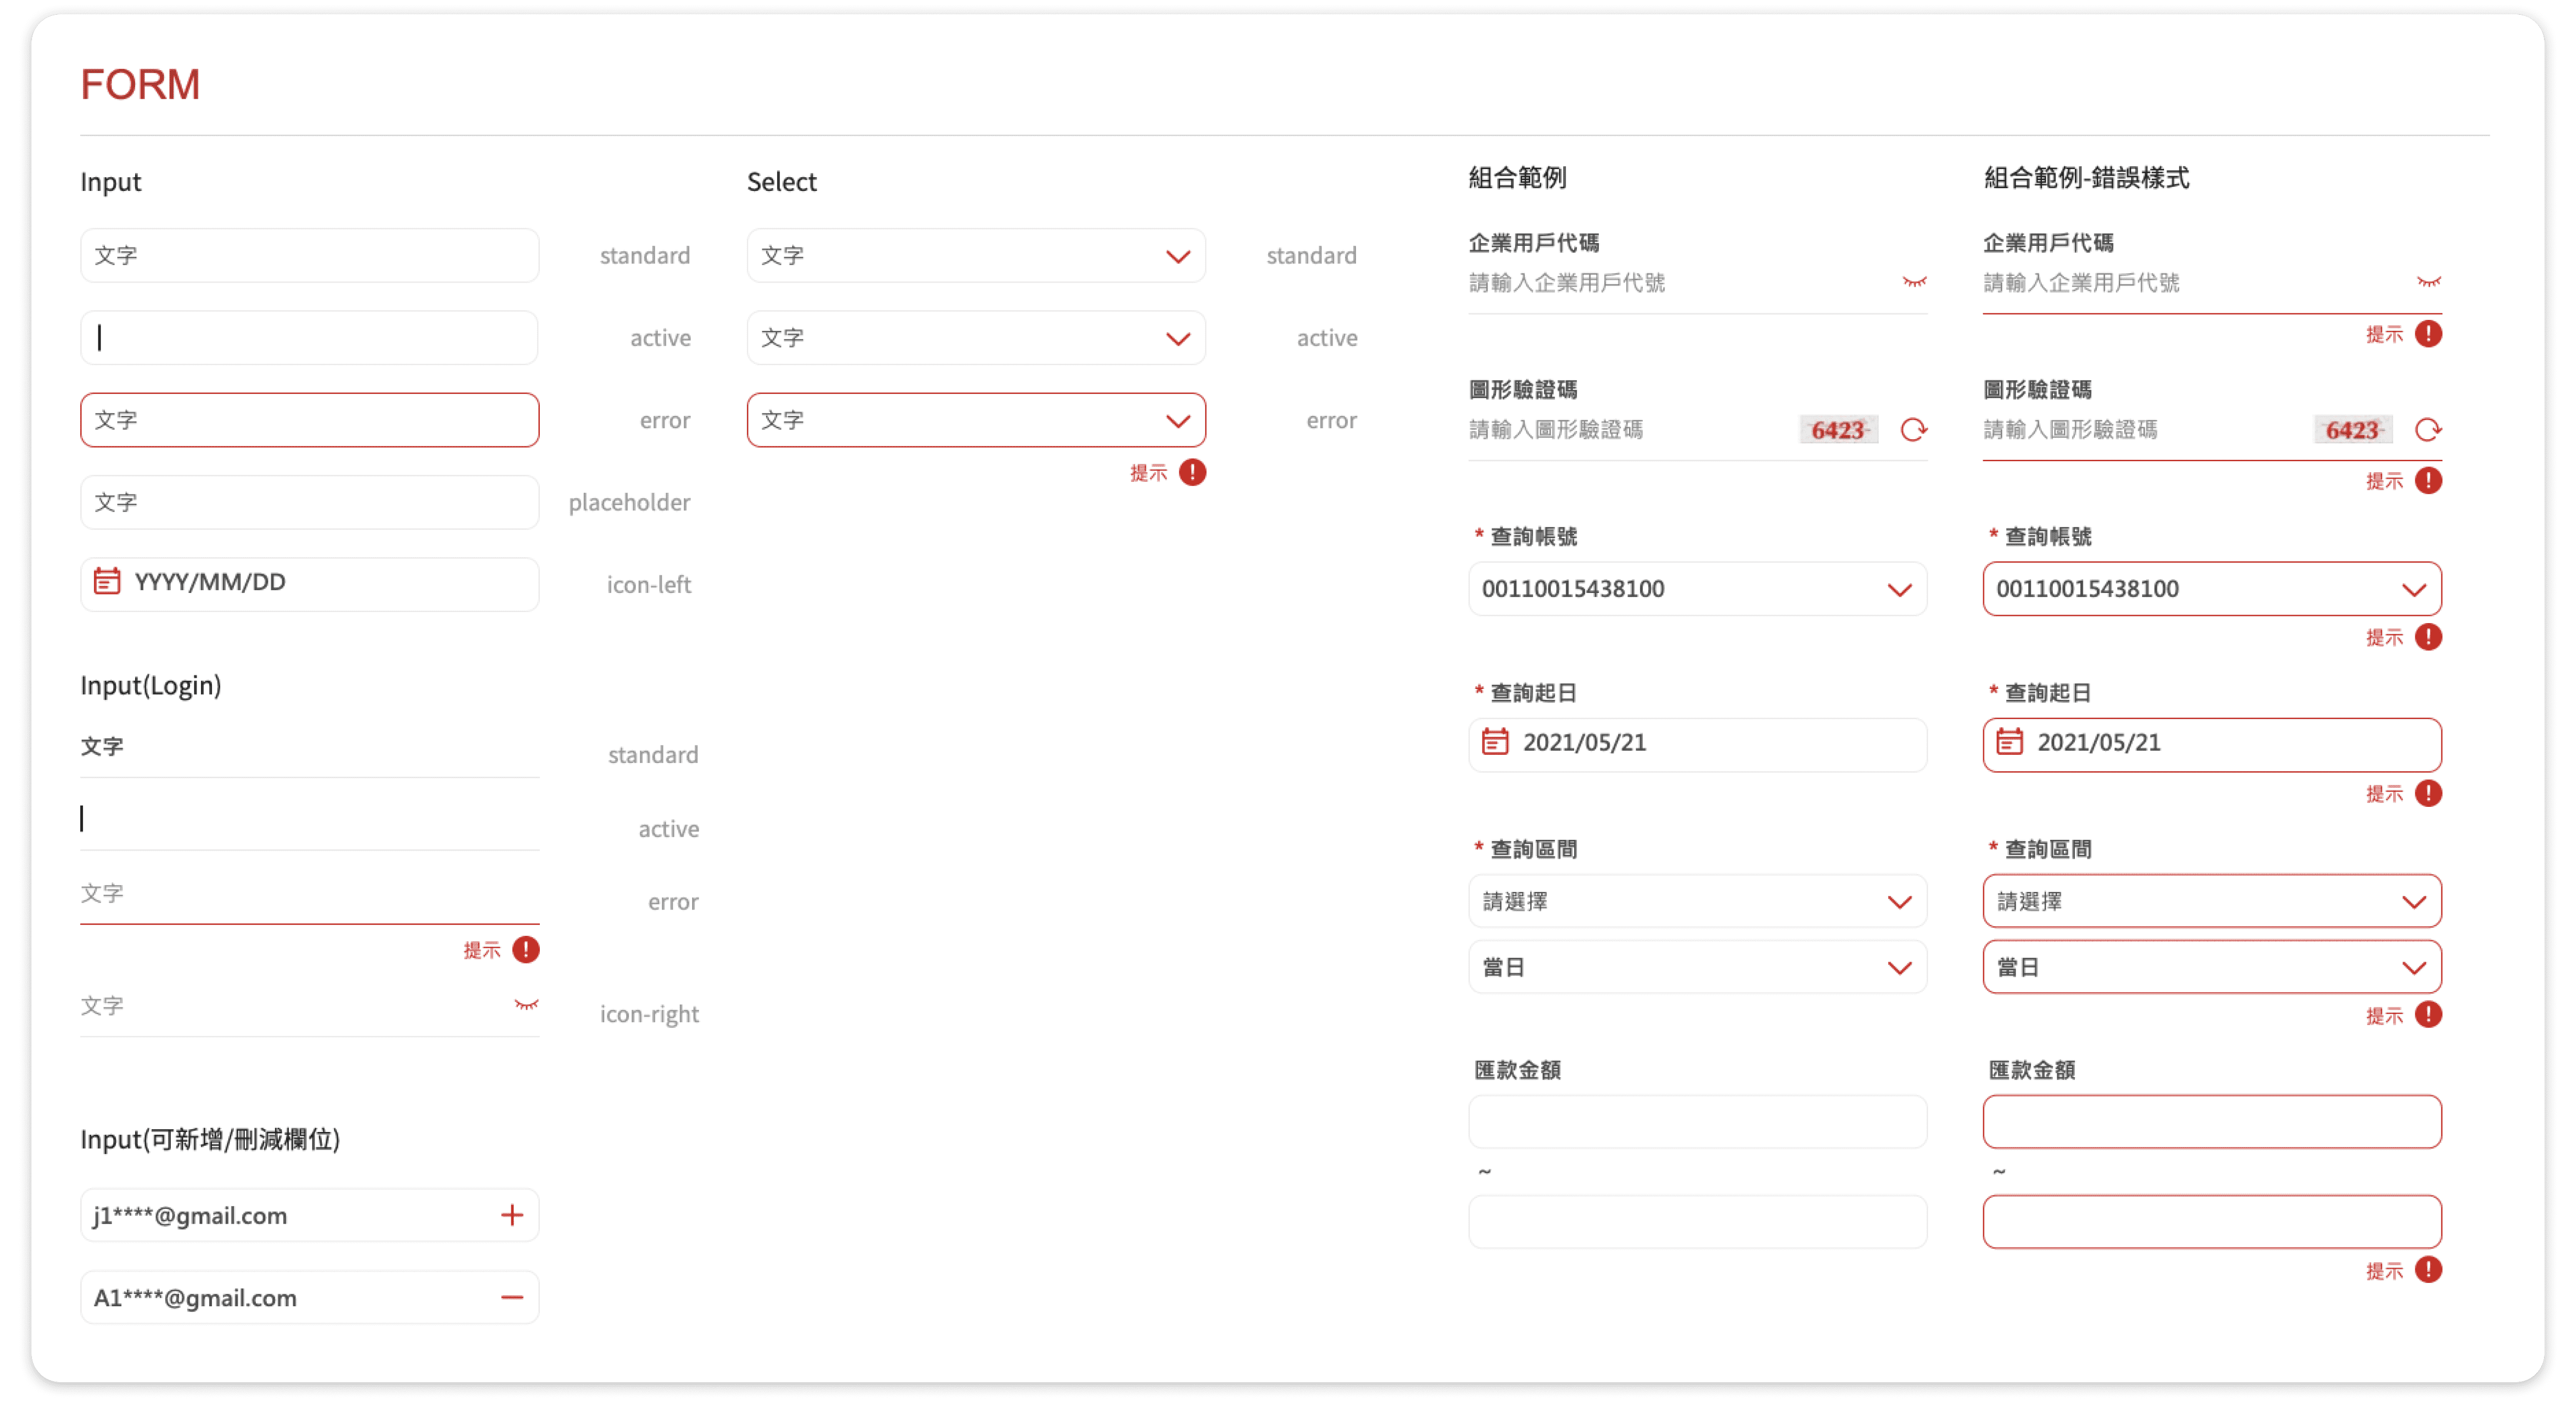 FORM
Input
文字
standard
active
文字
error
文字
placeholder
YYYY/MM/DD
icon-left
Input(Login)
文字
standard
active
文字
error
提示
文字
icon-right
Input(可新增/刪減欄位)
j1****@gmail.com
A1****@gmail.com
Select
文字
standard
文字
active
文字
error
提示
組合範例
企業用戶代碼
請輸入企業用戶代號
圖形驗證碼
請輸入圖形驗證碼
6423
* 查詢帳號
00110015438100
* 查詢起日
2021/05/21
* 查詢區間
請選擇
當日
匯款金額
~
組合範例-錯誤樣式
企業用戶代碼
請輸入企業用戶代號
提示
圖形驗證碼
請輸入圖形驗證碼
6423
提示
* 查詢帳號
00110015438100
提示
* 查詢起日
2021/05/21
提示
* 查詢區間
請選擇
當日
提示
匯款金額
~
提示